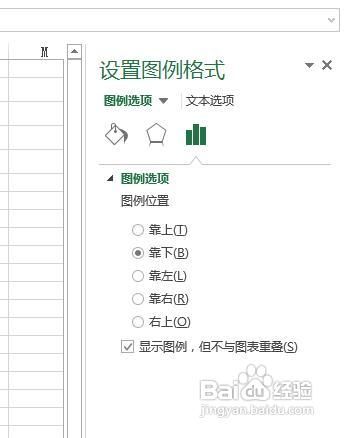 M
设置图例格式
图例选项 文本选项
图例选项
图例位置
靠上(T)
靠下(B)
靠左(L)
靠右(R)
右上(O)
显示图例，但不与图表重叠(S)
Baidu经验
jingyan.baidu.com